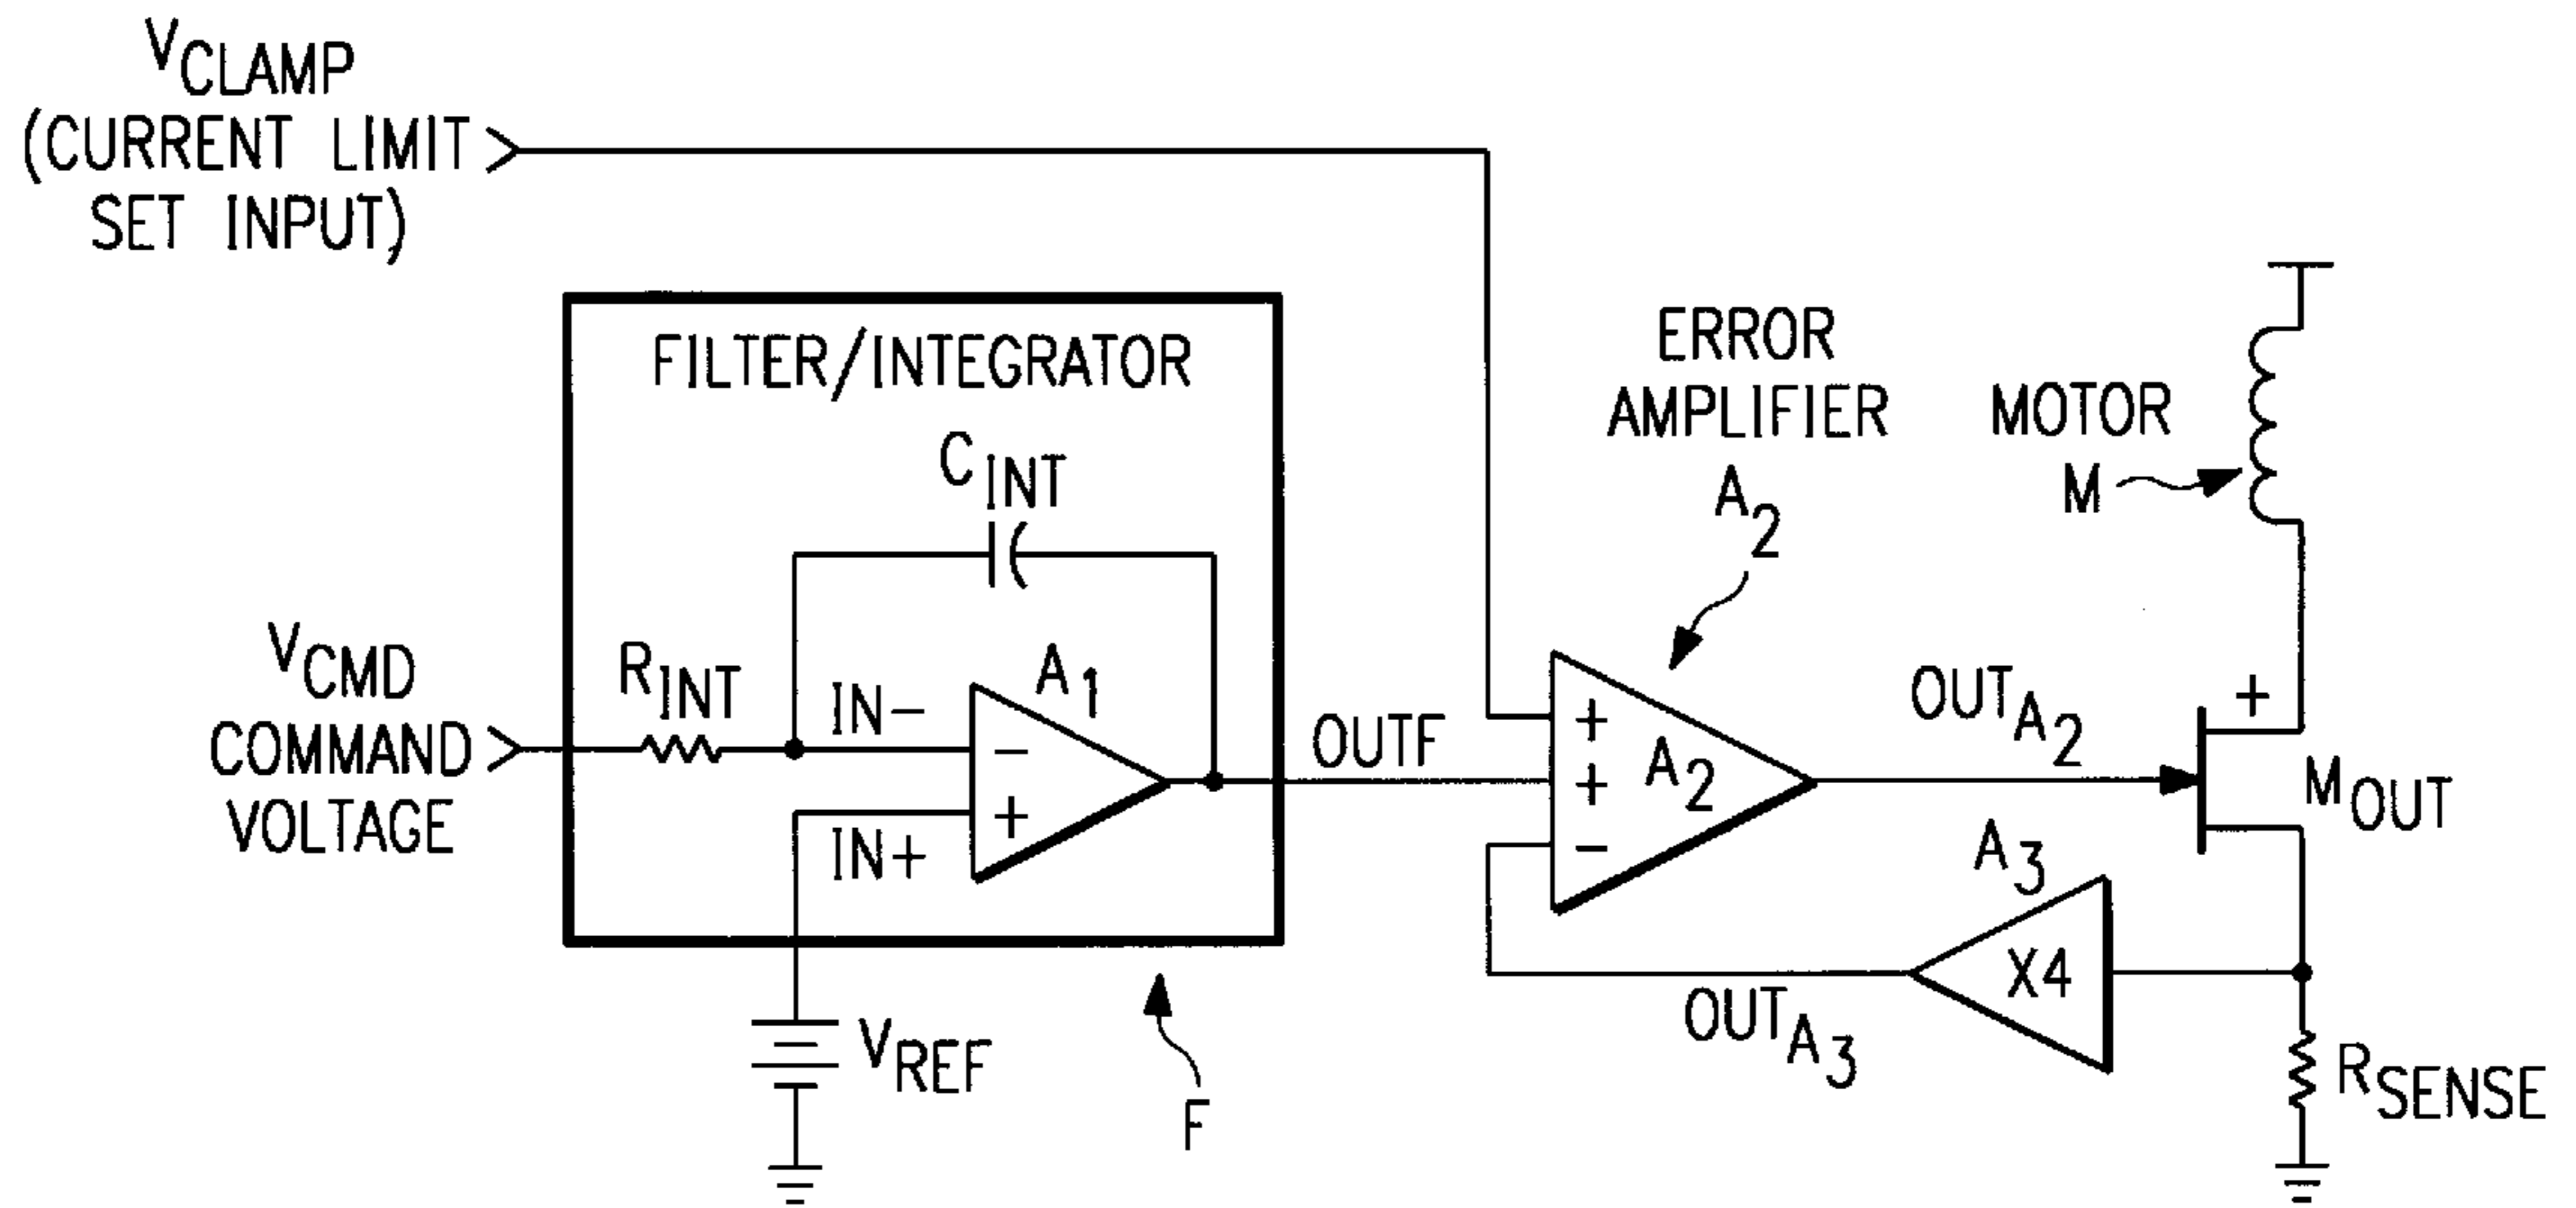 VCLAMP
(CURRENT LIMIT
SET INPUT)
FILTER/INTEGRATOR
CINT
VCMD
COMMAND
VOLTAGE
RINT
IN-
A1
-
+
IN+
VREF
F
OUTF
ERROR
AMPLIFIER
A2
+
+
-
A2
OUTA2
MOTOR
M
+
MOUT
A3
X4
OUTA3
RSENSE